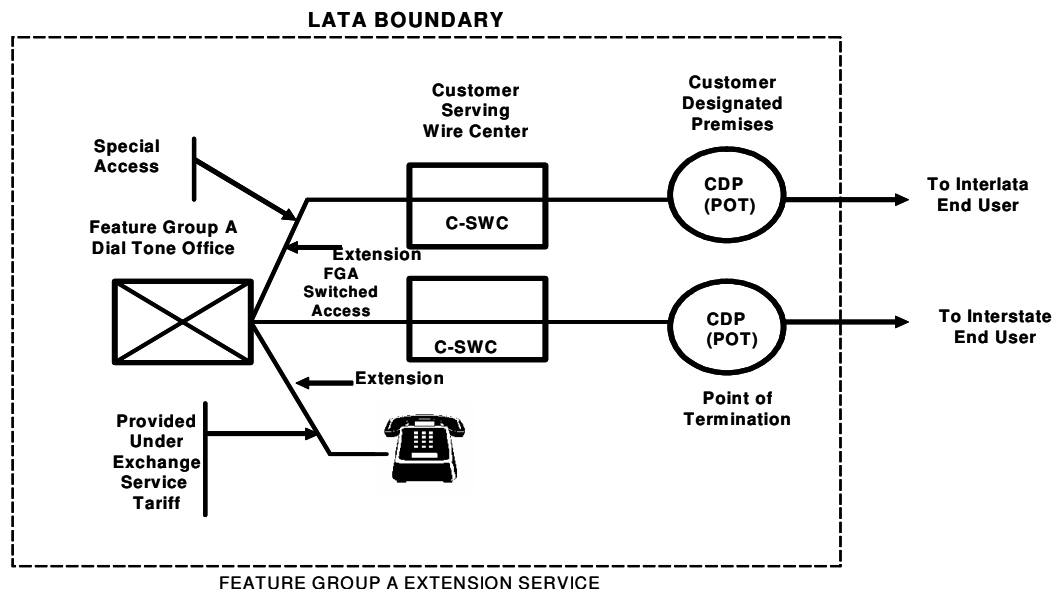 LATA BOUNDARY
Customer
Serving
Wire Center
Customer
Designated
Premises
Special
Access
CDP
(POT)
To Interlata
End User
C-SWC
Feature Group A
Dial Tone Office
Extension
FGA
Switched
Access
CDP
(POT)
To Interstate
End User
C-SWC
Extension
Point of
Termination
Provided
Under
Exchange
Service
Tariff
FEATURE GROUP A EXTENSION SERVICE